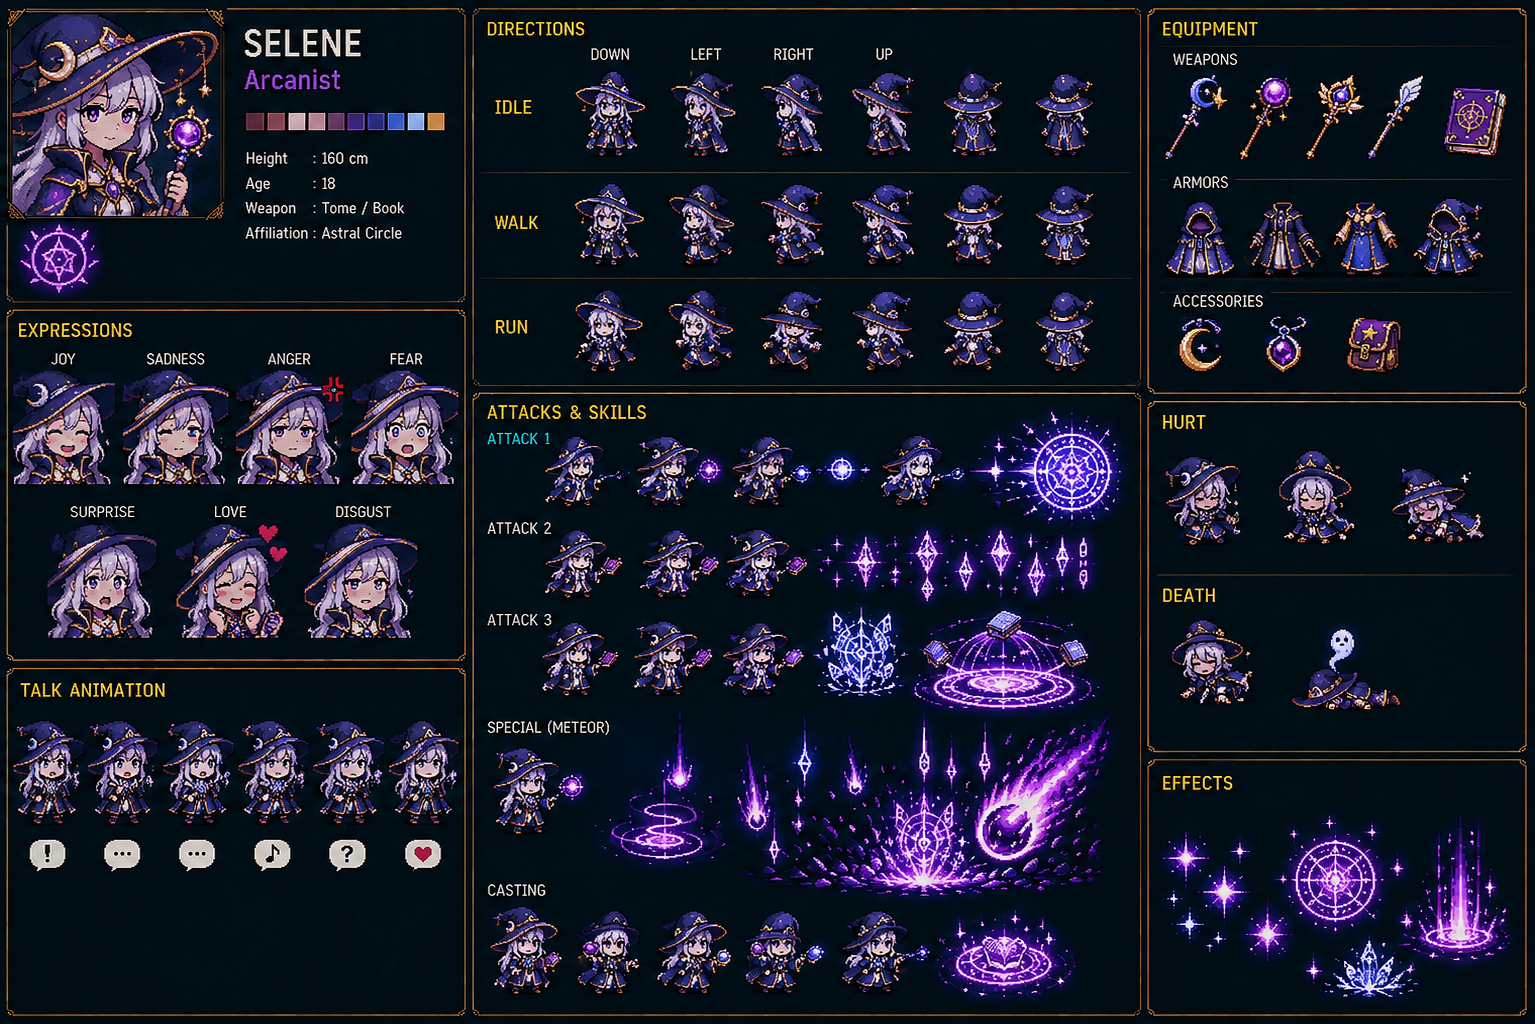 SELENE
Arcanist
Height : 160 cm
Age : 18
Weapon : Tome / Book
Affiliation : Astral Circle
EXPRESSIONS
JOY SADNESS ANGER FEAR
SURPRISE LOVE DISGUST
TALK ANIMATION
! ... ... ♪ ? ♥
DIRECTIONS
DOWN LEFT RIGHT UP
IDLE
WALK
RUN
ATTACKS & SKILLS
ATTACK 1
ATTACK 2
ATTACK 3
SPECIAL (METEOR)
CASTING
EQUIPMENT
WEAPONS
ARMORS
ACCESSORIES
HURT
DEATH
EFFECTS